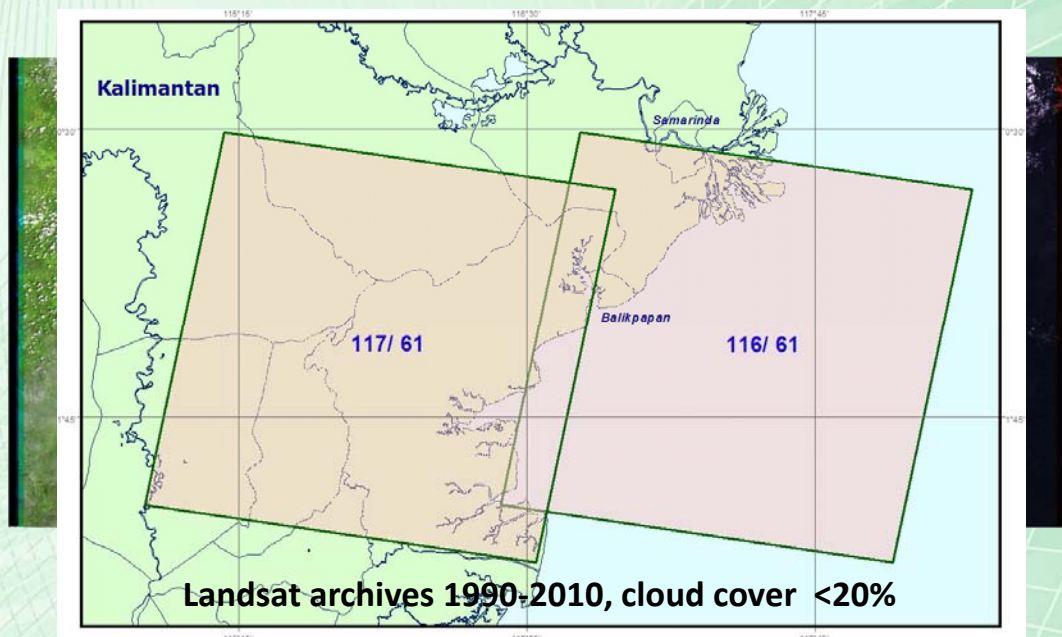 115°15'
116°30'
117°45'
Kalimantan
Samarinda
0°30'
0°30'
Balikpapan
117/ 61
116/ 61
1°45'
1°45'
Landsat archives 1990-2010, cloud cover <20%